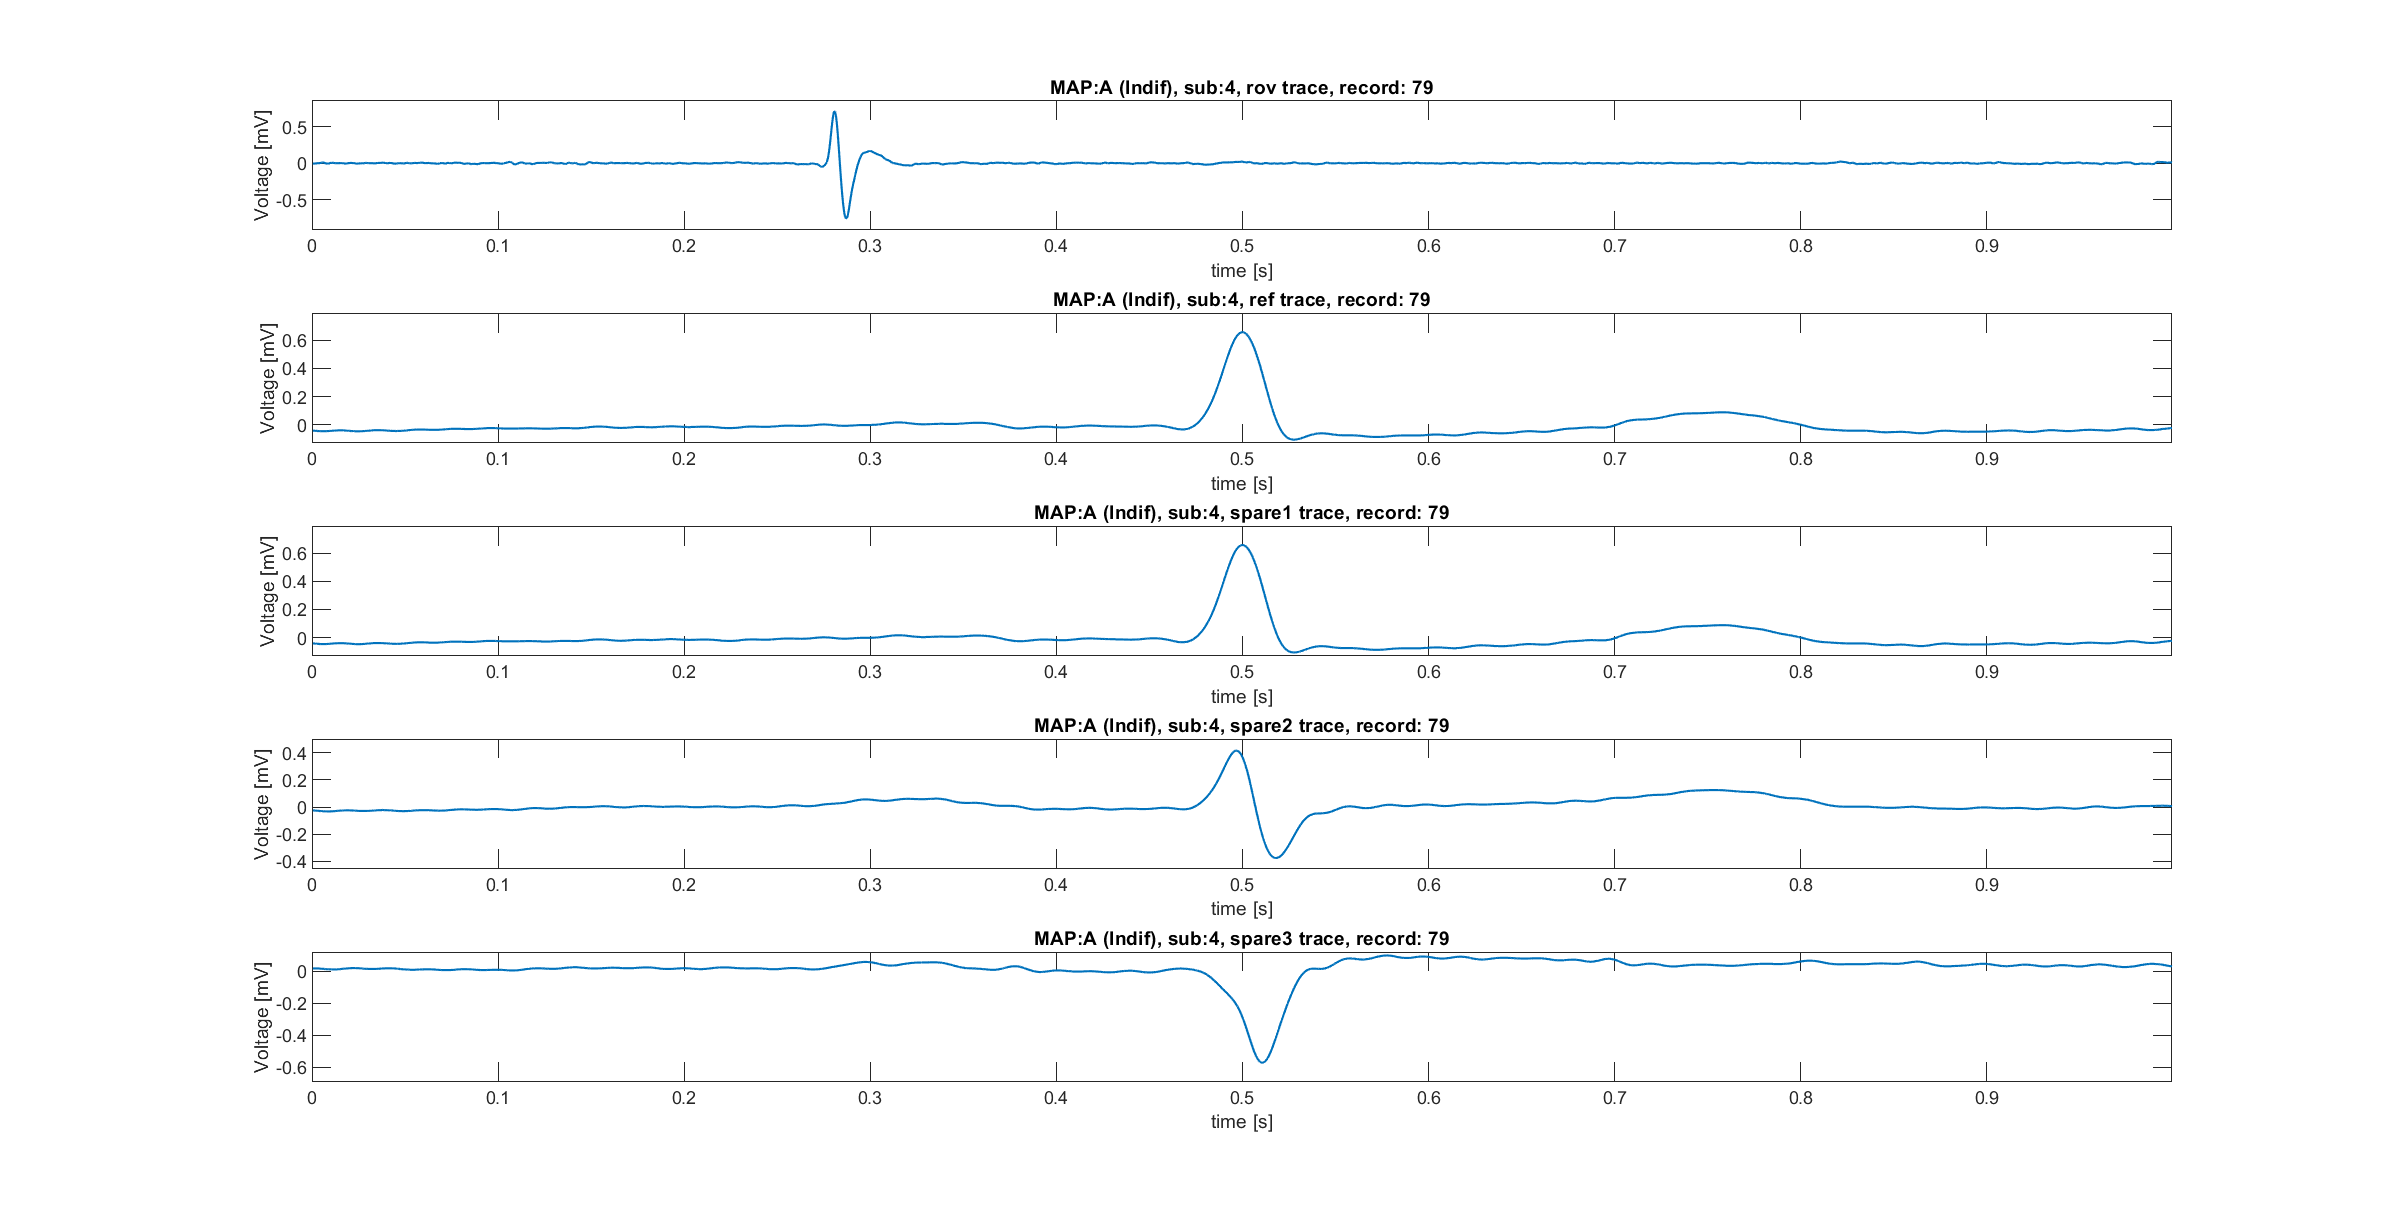 MAP:A (Indif), sub:4, rov trace, record: 79
Voltage [mV]
0.5
0
-0.5
0 0.1 0.2 0.3 0.4 0.5 0.6 0.7 0.8 0.9
time [s]
MAP:A (Indif), sub:4, ref trace, record: 79
Voltage [mV]
0.6
0.4
0.2
0
0 0.1 0.2 0.3 0.4 0.5 0.6 0.7 0.8 0.9
time [s]
MAP:A (Indif), sub:4, spare1 trace, record: 79
Voltage [mV]
0.6
0.4
0.2
0
0 0.1 0.2 0.3 0.4 0.5 0.6 0.7 0.8 0.9
time [s]
MAP:A (Indif), sub:4, spare2 trace, record: 79
Voltage [mV]
0.4
0.2
0
-0.2
-0.4
0 0.1 0.2 0.3 0.4 0.5 0.6 0.7 0.8 0.9
time [s]
MAP:A (Indif), sub:4, spare3 trace, record: 79
Voltage [mV]
0
-0.2
-0.4
-0.6
0 0.1 0.2 0.3 0.4 0.5 0.6 0.7 0.8 0.9
time [s]